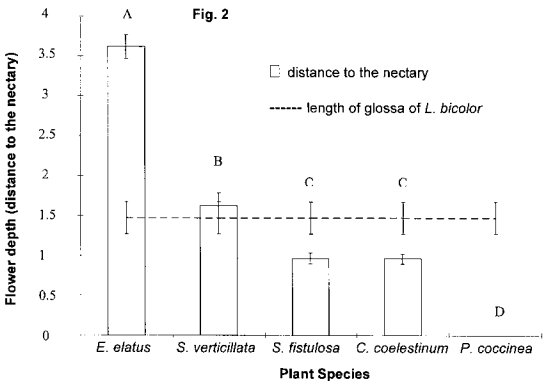 Fig. 2
4
3.5
3
2.5
2
1.5
1
0.5
0
Flower depth (distance to the nectary)
distance to the nectary
length of glossa of L. bicolor
A
B
C
C
D
E. elatus
S. verticillata
S. fistulosa
C. coelestinum
P. coccinea
Plant Species